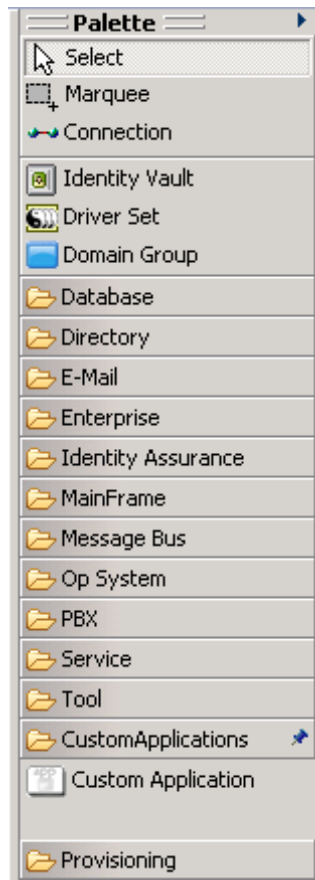 Palette
Select
Marquee
Connection
Identity Vault
Driver Set
Domain Group
Database
Directory
E-Mail
Enterprise
Identity Assurance
MainFrame
Message Bus
Op System
PBX
Service
Tool
CustomApplications
Custom Application
Provisioning